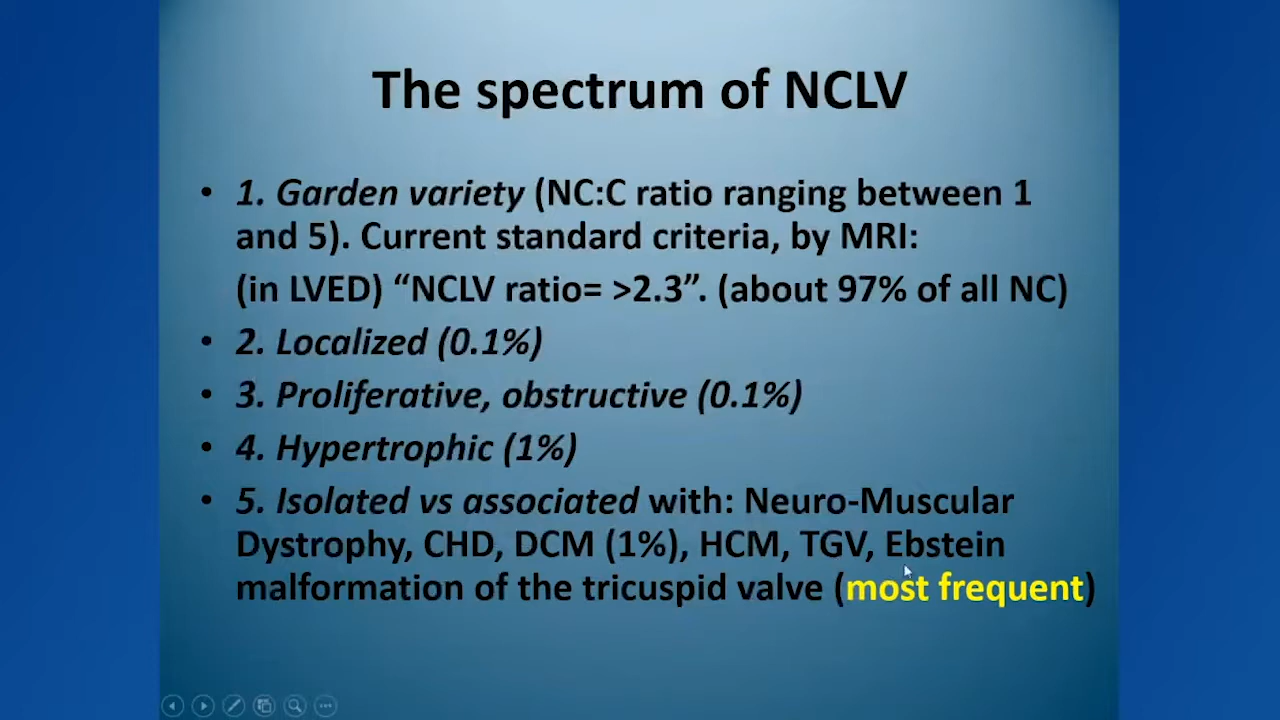 The spectrum of NCLV
• 1. Garden variety (NC:C ratio ranging between 1
and 5). Current standard criteria, by MRI:
(in LVED) “NCLV ratio= >2.3”. (about 97% of all NC)
• 2. Localized (0.1%)
• 3. Proliferative, obstructive (0.1%)
• 4. Hypertrophic (1%)
• 5. Isolated vs associated with: Neuro-Muscular
Dystrophy, CHD, DCM (1%), HCM, TGV, Ebstein
malformation of the tricuspid valve (most frequent)